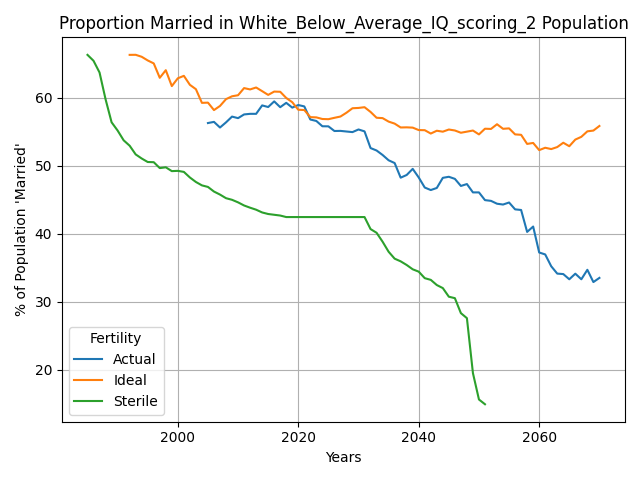 Proportion Married in White_Below_Average_IQ_scoring_2 Population
% of Population 'Married'
60
50
40
30
20
Fertility
Actual
Ideal
Sterile
2000
2020
2040
2060
Years